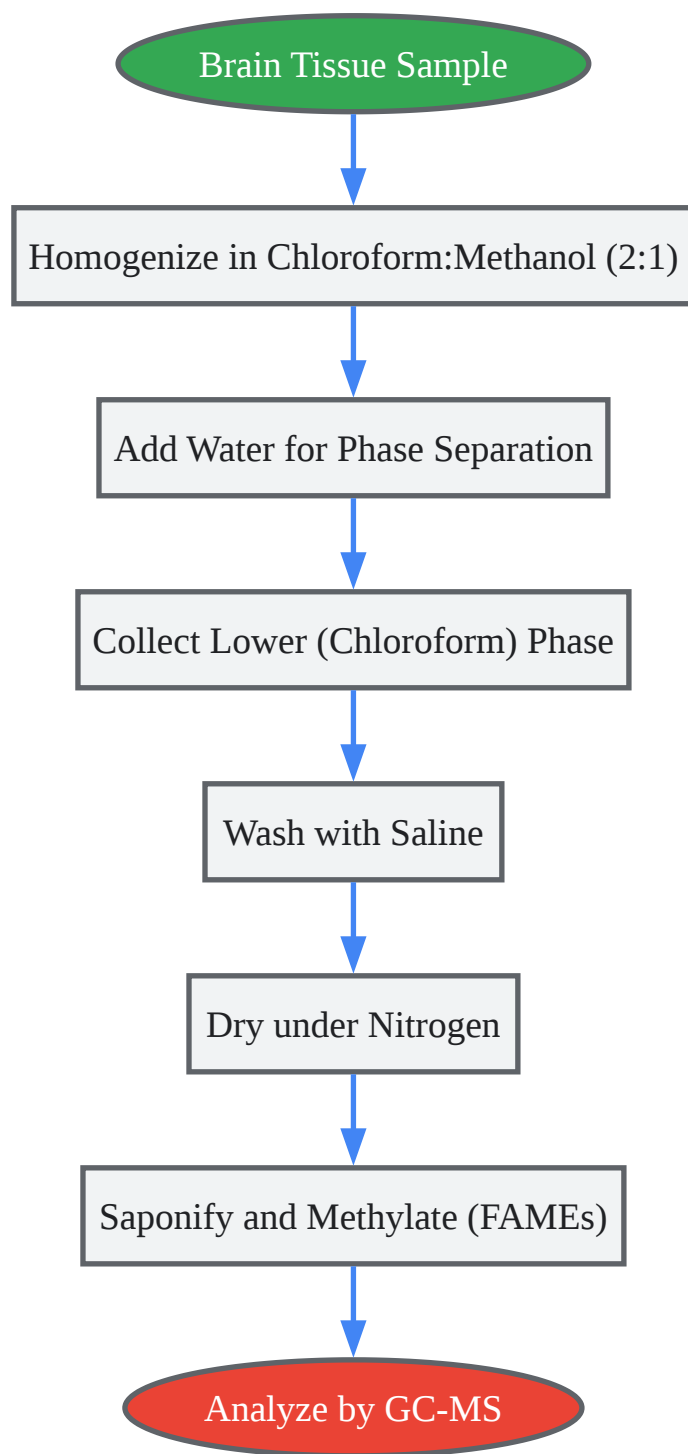 Brain Tissue Sample
Homogenize in Chloroform:Methanol (2:1)
Add Water for Phase Separation
Collect Lower (Chloroform) Phase
Wash with Saline
Dry under Nitrogen
Saponify and Methylate (FAMEs)
Analyze by GC-MS